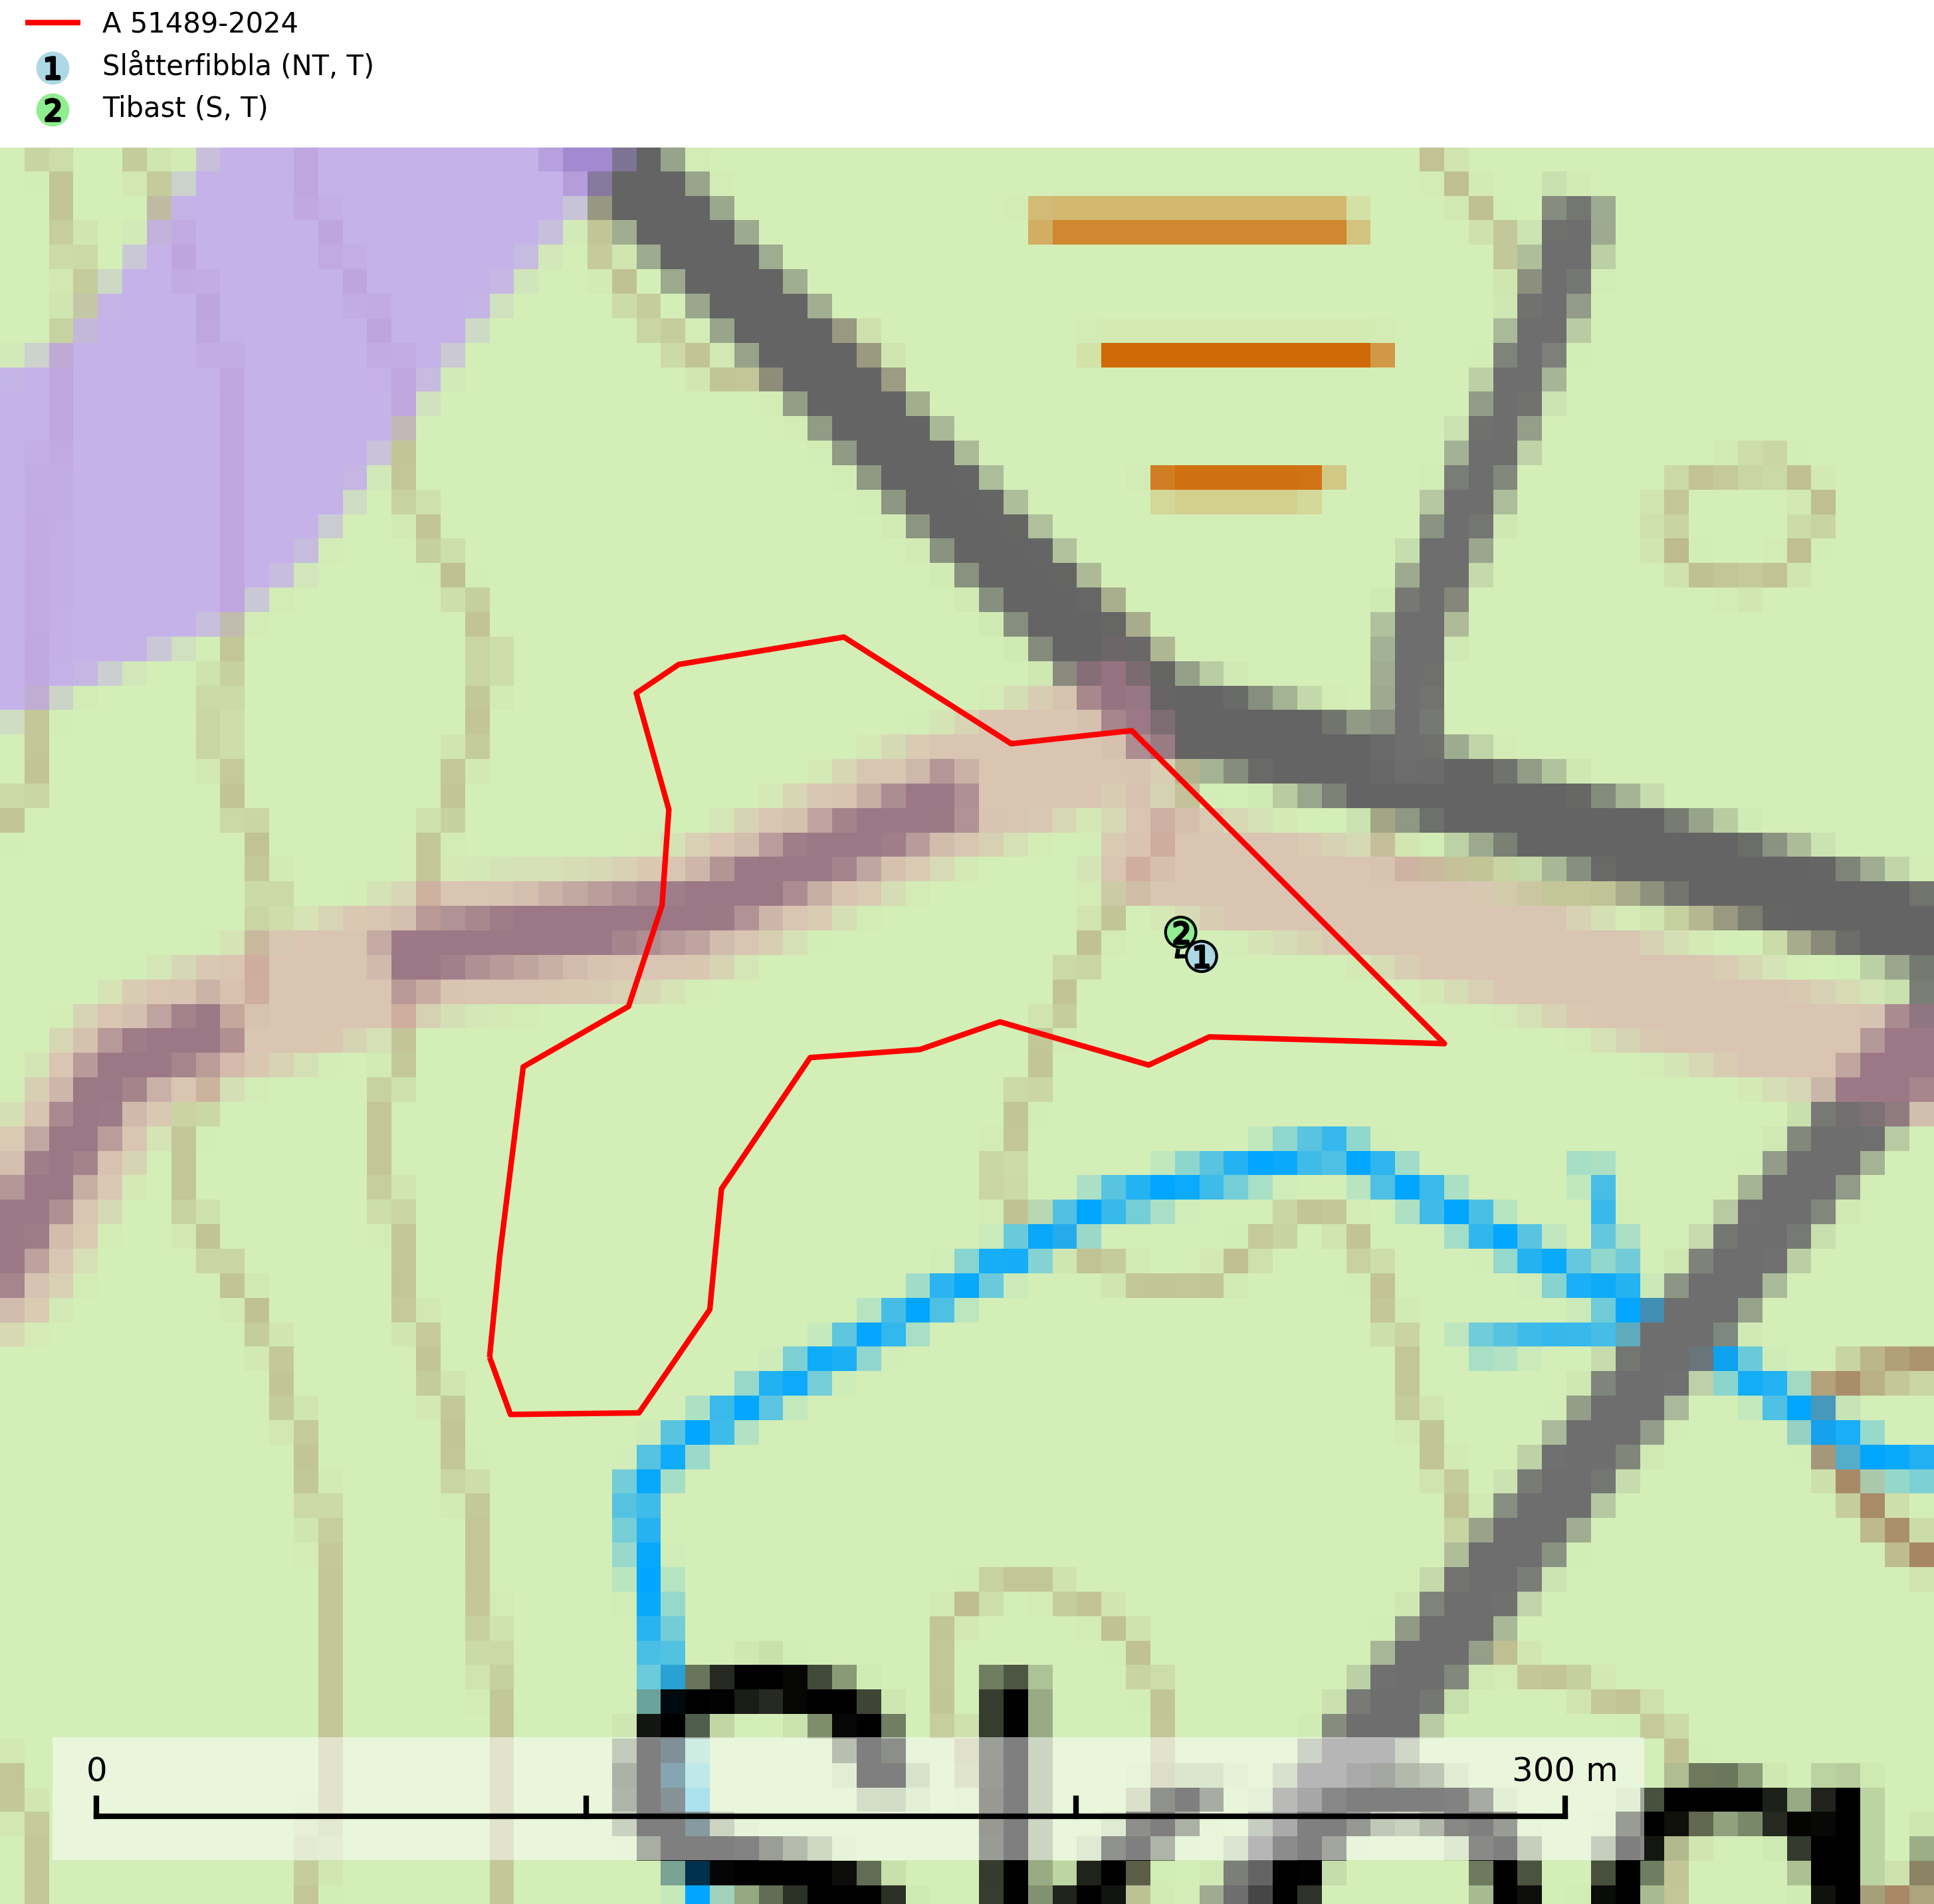 A 51489-2024
1 Slåtterfibbla (NT, T)
2 Tibast (S, T)
2
1
0 300 m